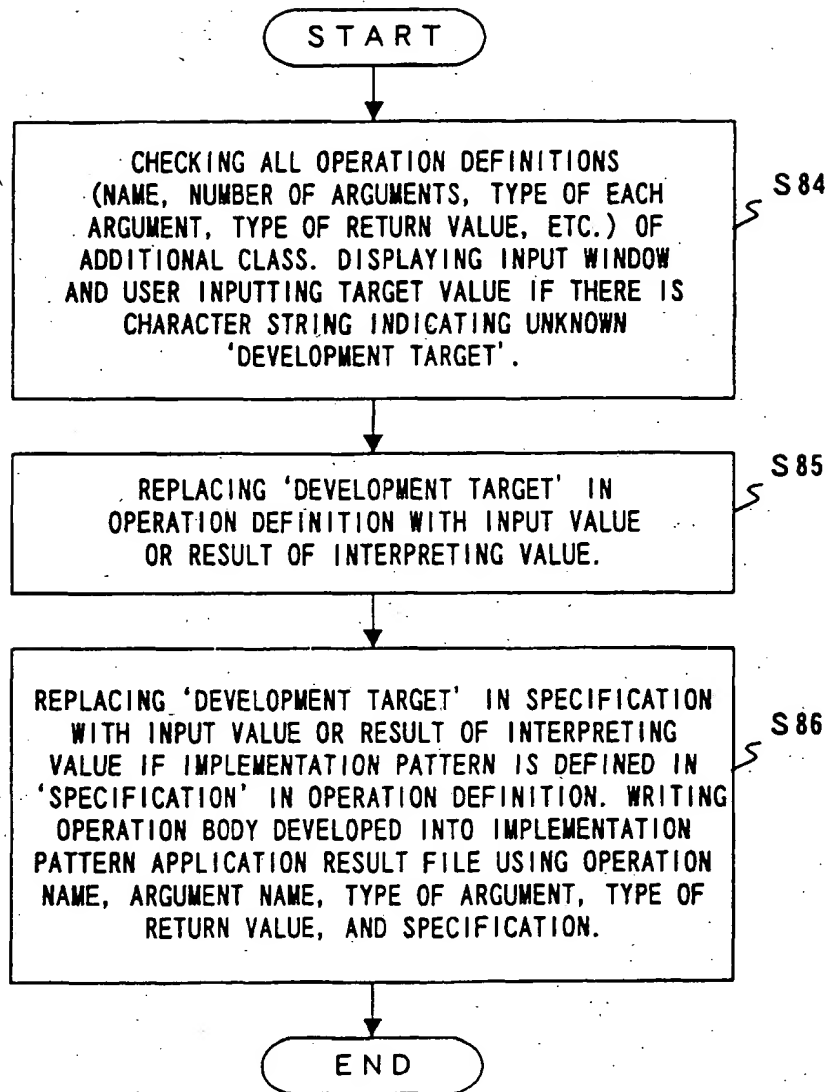 START
CHECKING ALL OPERATION DEFINITIONS
(NAME, NUMBER OF ARGUMENTS, TYPE OF EACH
ARGUMENT, TYPE OF RETURN VALUE, ETC.) OF
ADDITIONAL CLASS. DISPLAYING INPUT WINDOW
AND USER INPUTTING TARGET VALUE IF THERE IS
CHARACTER STRING INDICATING UNKNOWN
'DEVELOPMENT TARGET'.
S84
REPLACING 'DEVELOPMENT TARGET' IN
OPERATION DEFINITION WITH INPUT VALUE
OR RESULT OF INTERPRETING VALUE.
S85
REPLACING 'DEVELOPMENT TARGET' IN SPECIFICATION
WITH INPUT VALUE OR RESULT OF INTERPRETING
VALUE IF IMPLEMENTATION PATTERN IS DEFINED IN
'SPECIFICATION' IN OPERATION DEFINITION. WRITING
OPERATION BODY DEVELOPED INTO IMPLEMENTATION
PATTERN APPLICATION RESULT FILE USING OPERATION
NAME, ARGUMENT NAME, TYPE OF ARGUMENT, TYPE OF
RETURN VALUE, AND SPECIFICATION.
S86
END